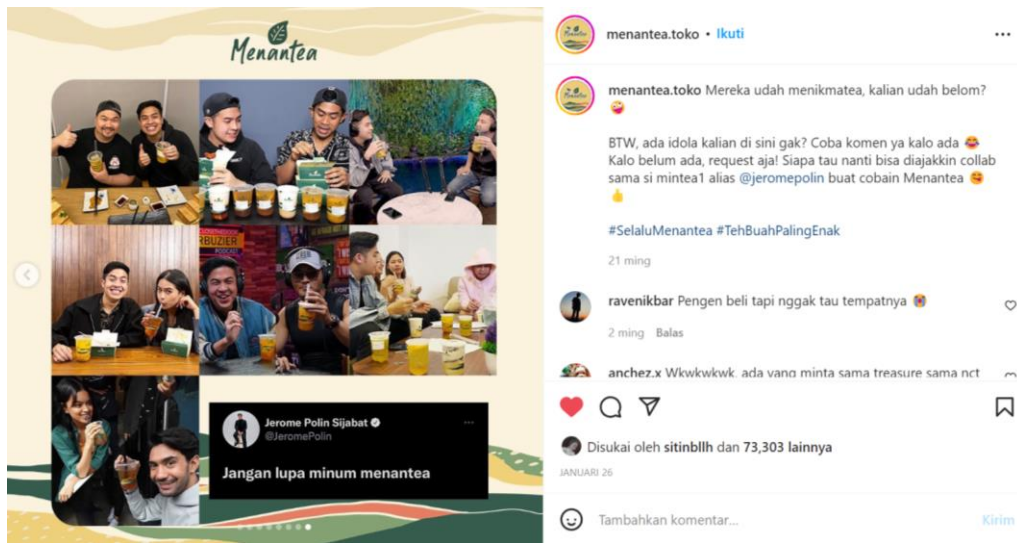 Menantea
RBUZIER
PODCAST
Jerome Polin Sijabat
@JeromePolin
Jangan lupa minum menantea
menantea.toko • Ikuti
menantea.toko Mereka udah menikmatea, kalian udah belom?
🤪
BTW, ada idola kalian di sini gak? Coba komen ya kalo ada 😂
Kalo belum ada, request aja! Siapa tau nanti bisa diajakkin collab
sama si mintea1 alias @jeromepolin buat cobain Menantea 🥰
👍
#SelaluMenantea #TehBuahPalingEnak
21 ming
ravenikbar Pengen beli tapi nggak tau tempatnya 😭
2 ming Balas
anchez.x Wkwkwkwk, ada yang minta sama treasure sama nct
Disukai oleh sitinbllh dan 73,303 lainnya
JANUARI 26
Tambahkan komentar...
Kirim